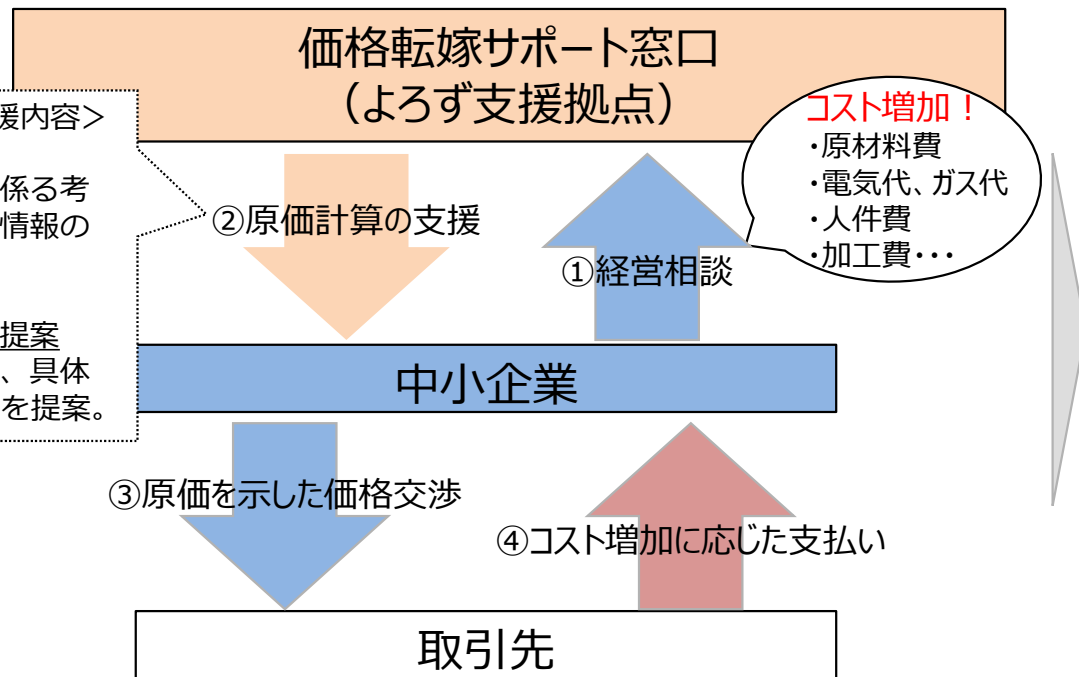 価格転嫁サポート窓口
（よろず支援拠点）
援内容＞
係る考
情報の
提案
、具体
を提案。
コスト増加！
・原材料費
・電気代、ガス代
・人件費
・加工費・・・
②原価計算の支援
①経営相談
中小企業
③原価を示した価格交渉
④コスト増加に応じた支払い
取引先